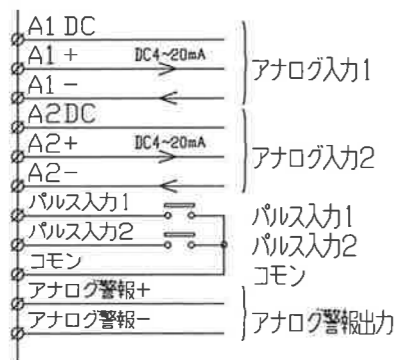 A1 DC
A1 + DC4~20mA
A1 −
アナログ入力1
A2DC
A2+ DC4~20mA
A2−
アナログ入力2
パルス入力1 パルス入力1
パルス入力2 パルス入力2
コモン コモン
アナログ警報+
アナログ警報−
アナログ警報出力